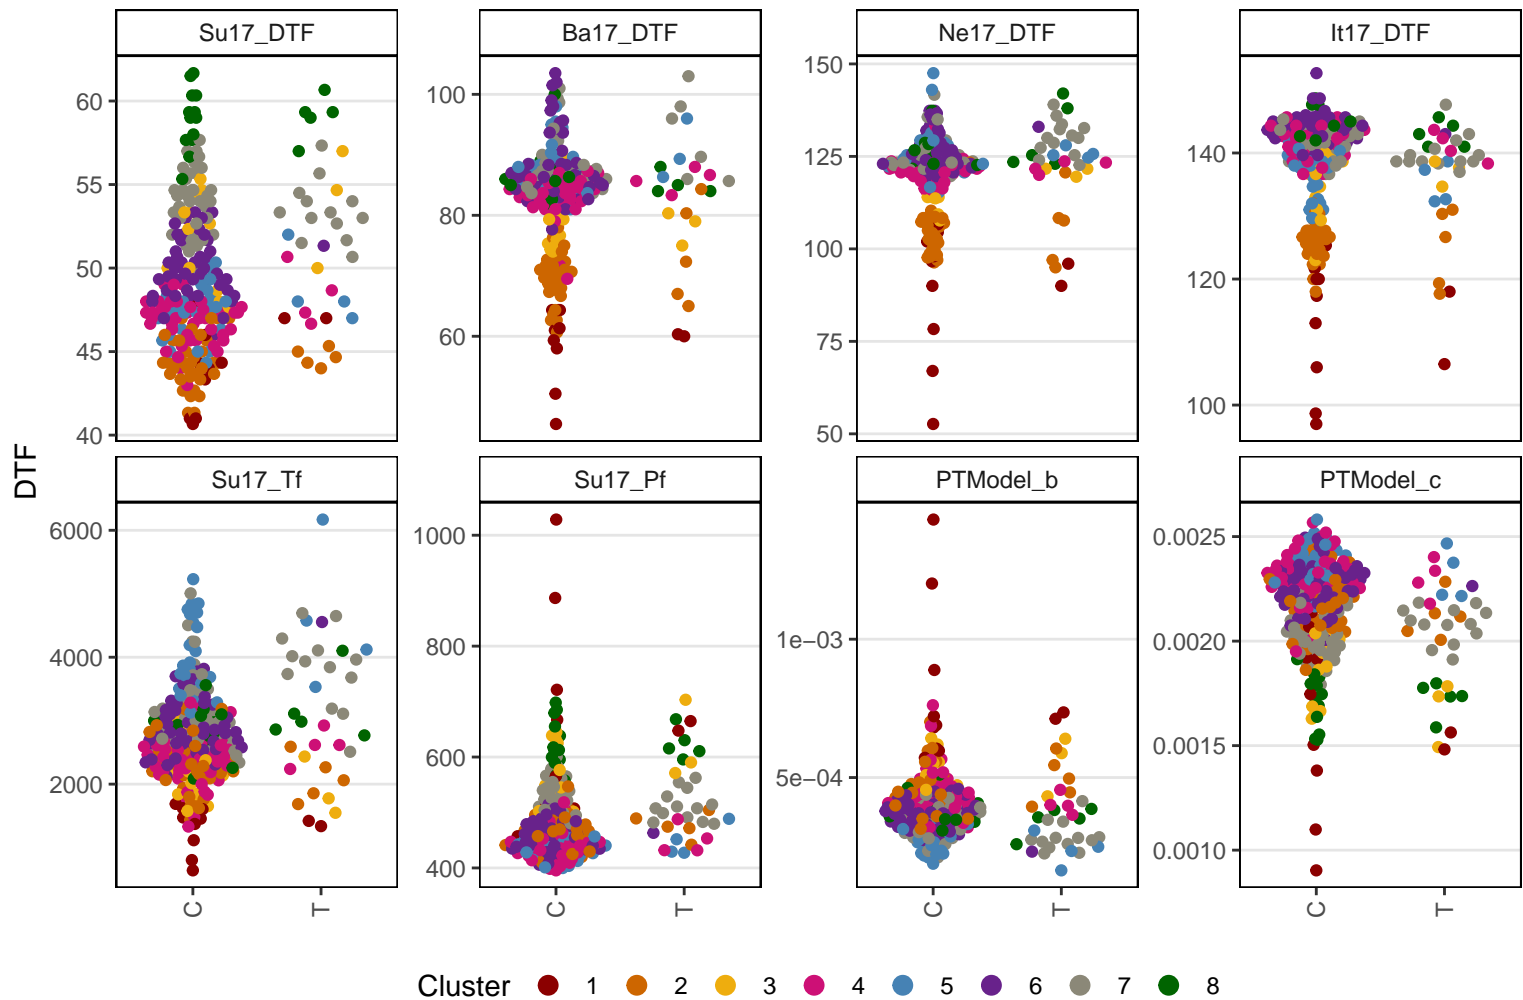 Su17_DTF
Ba17_DTF
Ne17_DTF
It17_DTF
60
55
50
45
40
100
80
60
150
125
100
75
50
140
120
100
DTF
Su17_Tf
Su17_Pf
PTModel_b
PTModel_c
6000
4000
2000
1000
800
600
400
1e−03
5e−04
0.0025
0.0020
0.0015
0.0010
C
T
C
T
C
T
C
T
Cluster 1 2 3 4 5 6 7 8